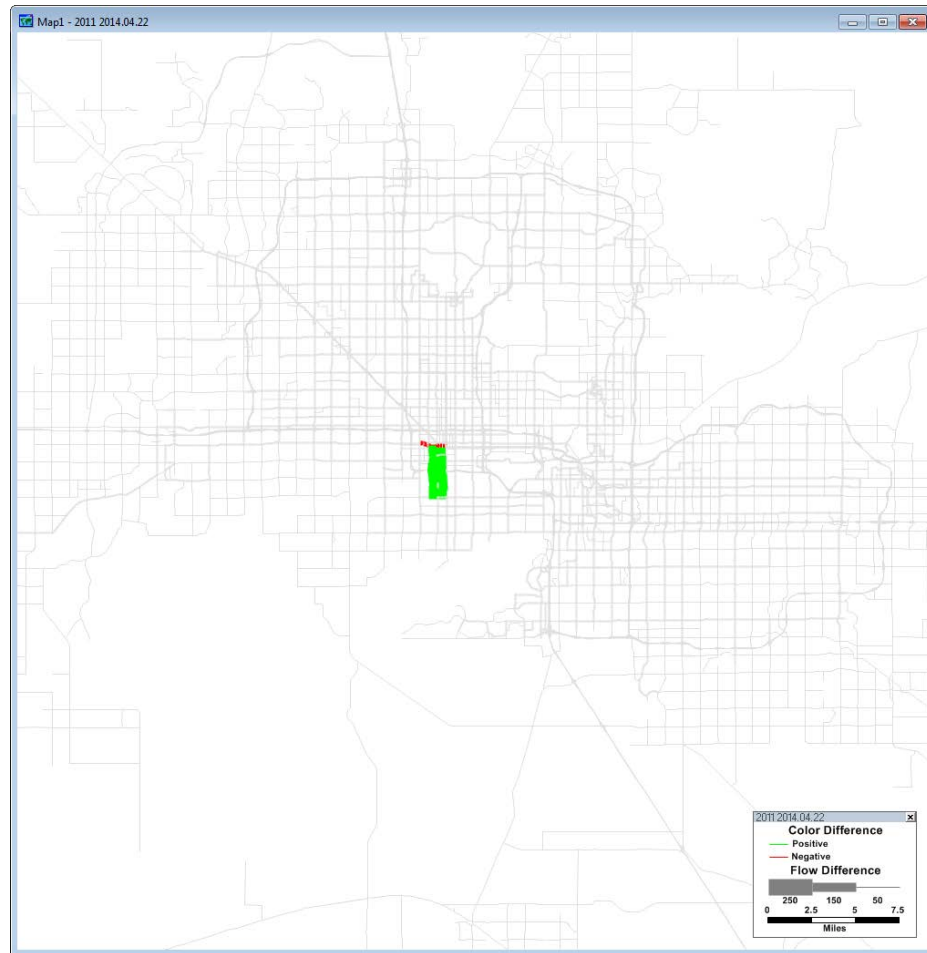 Map1 - 2011 2014.04.22
2011 2014.04.22
Color Difference
Positive
Negative
Flow Difference
250 150 50
0 2.5 5 7.5
Miles